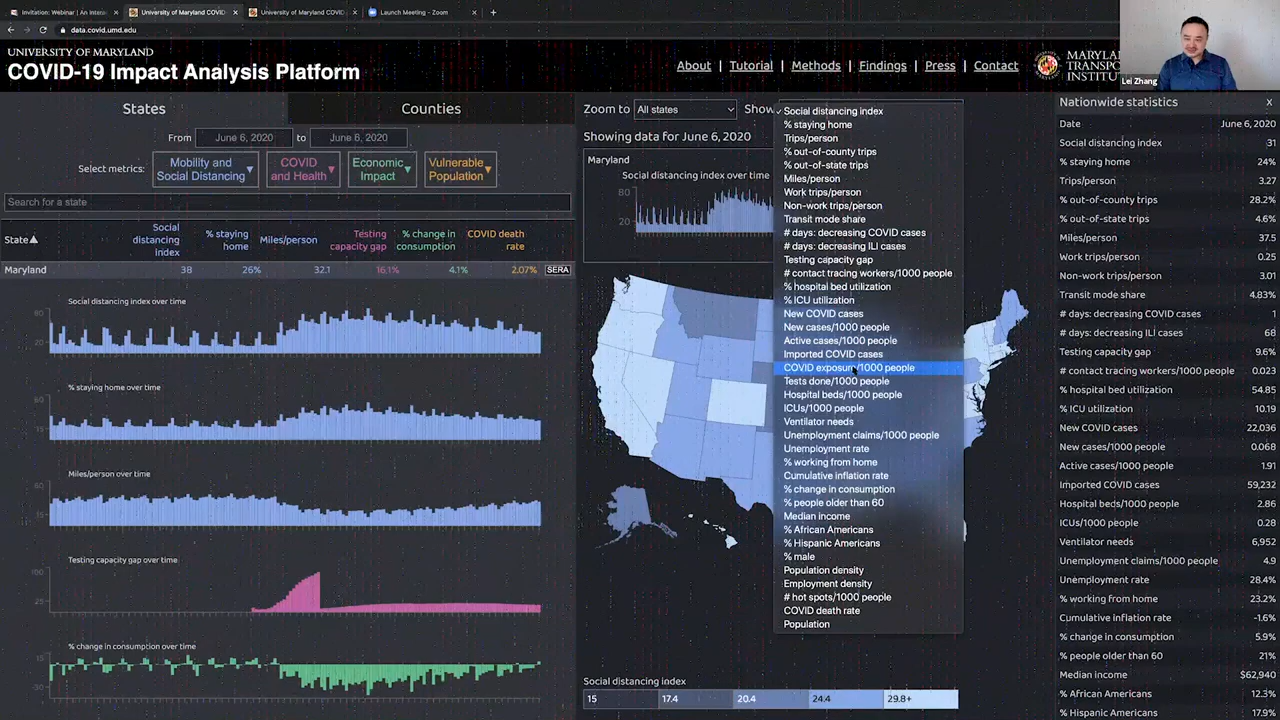 Invitation: Webinar | An Inter
University of Maryland COVID
University of Maryland COVID
Launch Meeting - Zoom
data.covid.umd.edu
UNIVERSITY OF MARYLAND
COVID-19 Impact Analysis Platform
About | Tutorial | Methods | Findings | Press | Contact
MARYL
TRANSPO
INSTIT
Lei Zhang
States
Counties
From June 6, 2020 to June 6, 2020
Select metrics:
Mobility and Social Distancing
COVID and Health
Economic Impact
Vulnerable Population
Search for a state
State
Social distancing index
% staying home
Miles/person
Testing capacity gap
% change in consumption
COVID death rate
Maryland 38 26% 32.1 16.1% 4.1% 2.07% SERA
Social distancing index over time
80
20
% staying home over time
60
15
Miles/person over time
60
15
Testing capacity gap over time
100
25
% change in consumption over time
15
-30
Zoom to All states Show
Showing data for June 6, 2020
Maryland
Social distancing index over time
80
20
✓ Social distancing index
% staying home
Trips/person
% out-of-county trips
% out-of-state trips
Miles/person
Work trips/person
Non-work trips/person
Transit mode share
# days: decreasing COVID cases
# days: decreasing ILI cases
Testing capacity gap
# contact tracing workers/1000 people
% hospital bed utilization
% ICU utilization
New COVID cases
New cases/1000 people
Active cases/1000 people
Imported COVID cases
COVID exposure/1000 people
Tests done/1000 people
Hospital beds/1000 people
ICUs/1000 people
Ventilator needs
Unemployment claims/1000 people
Unemployment rate
% working from home
Cumulative inflation rate
% change in consumption
% people older than 60
Median income
% African Americans
% Hispanic Americans
% male
Population density
Employment density
# hot spots/1000 people
COVID death rate
Population
Social distancing index
15 17.4 20.4 24.4 29.8+
Nationwide statistics X
Date June 6, 2020
Social distancing index 31
% staying home 24%
Trips/person 3.27
% out-of-county trips 28.2%
% out-of-state trips 4.6%
Miles/person 37.5
Work trips/person 0.25
Non-work trips/person 3.01
Transit mode share 4.83%
# days: decreasing COVID cases 1
# days: decreasing ILI cases 33
Testing capacity gap 9.6%
# contact tracing workers/1000 people 0.023
% hospital bed utilization 54.85
% ICU utilization 10.19
New COVID cases 22,036
New cases/1000 people 0.068
Active cases/1000 people 1.91
Imported COVID cases 59,232
Hospital beds/1000 people 2.86
ICUs/1000 people 0.28
Ventilator needs 6,952
Unemployment claims/1000 people 4.9
Unemployment rate 28.4%
% working from home 23.2%
Cumulative inflation rate -1.6%
% change in consumption 5.9%
% people older than 60 21%
Median income $62,940
% African Americans 12.3%
% Hispanic Americans 17.9%